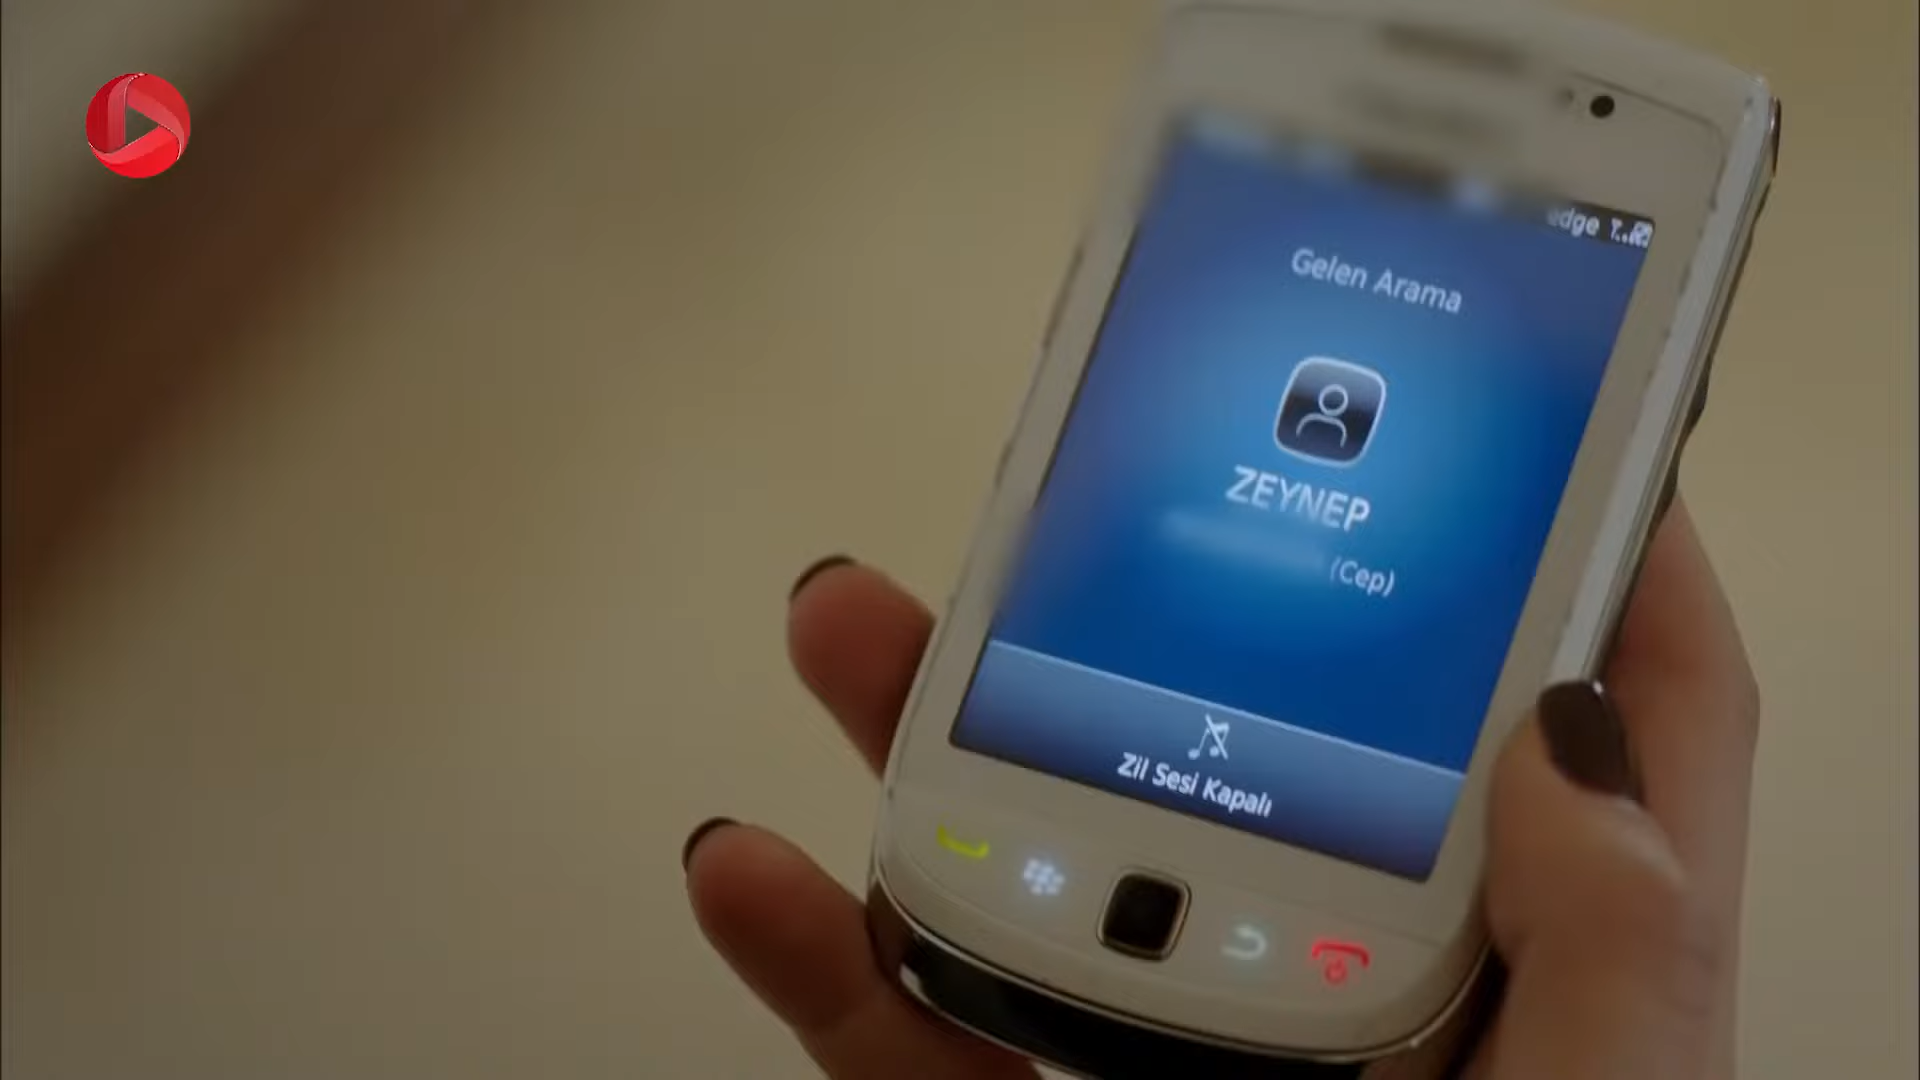 edge
Gelen Arama
ZEYNEP
(Cep)
Zil Sesi Kapalı